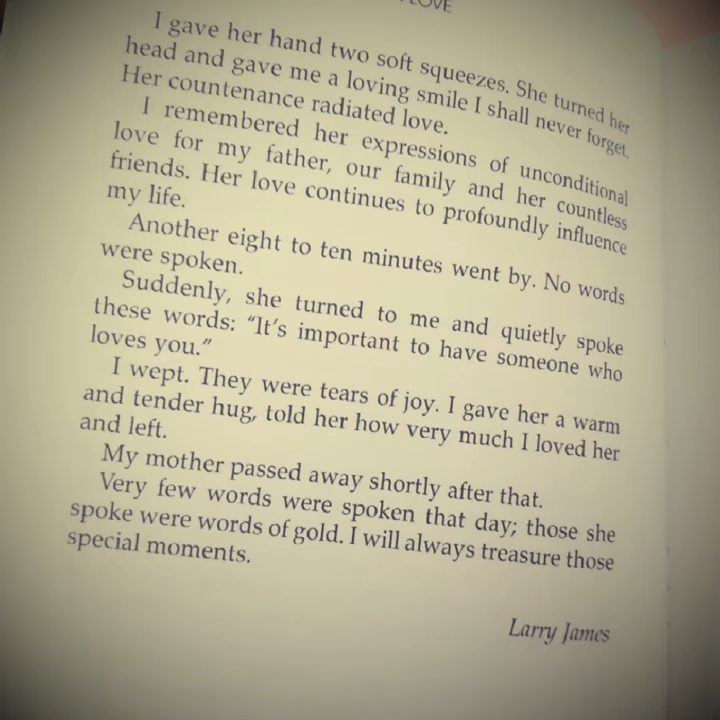 LOVE
I gave her hand two soft squeezes. She turned her
head and gave me a loving smile I shall never forget.
Her countenance radiated love.
I remembered her expressions of unconditional
love for my father, our family and her countless
friends. Her love continues to profoundly influence
my life.
Another eight to ten minutes went by. No words
were spoken.
Suddenly, she turned to me and quietly spoke
these words: “It’s important to have someone who
loves you.”
I wept. They were tears of joy. I gave her a warm
and tender hug, told her how very much I loved her
and left.
My mother passed away shortly after that.
Very few words were spoken that day; those she
spoke were words of gold. I will always treasure those
special moments.
Larry James